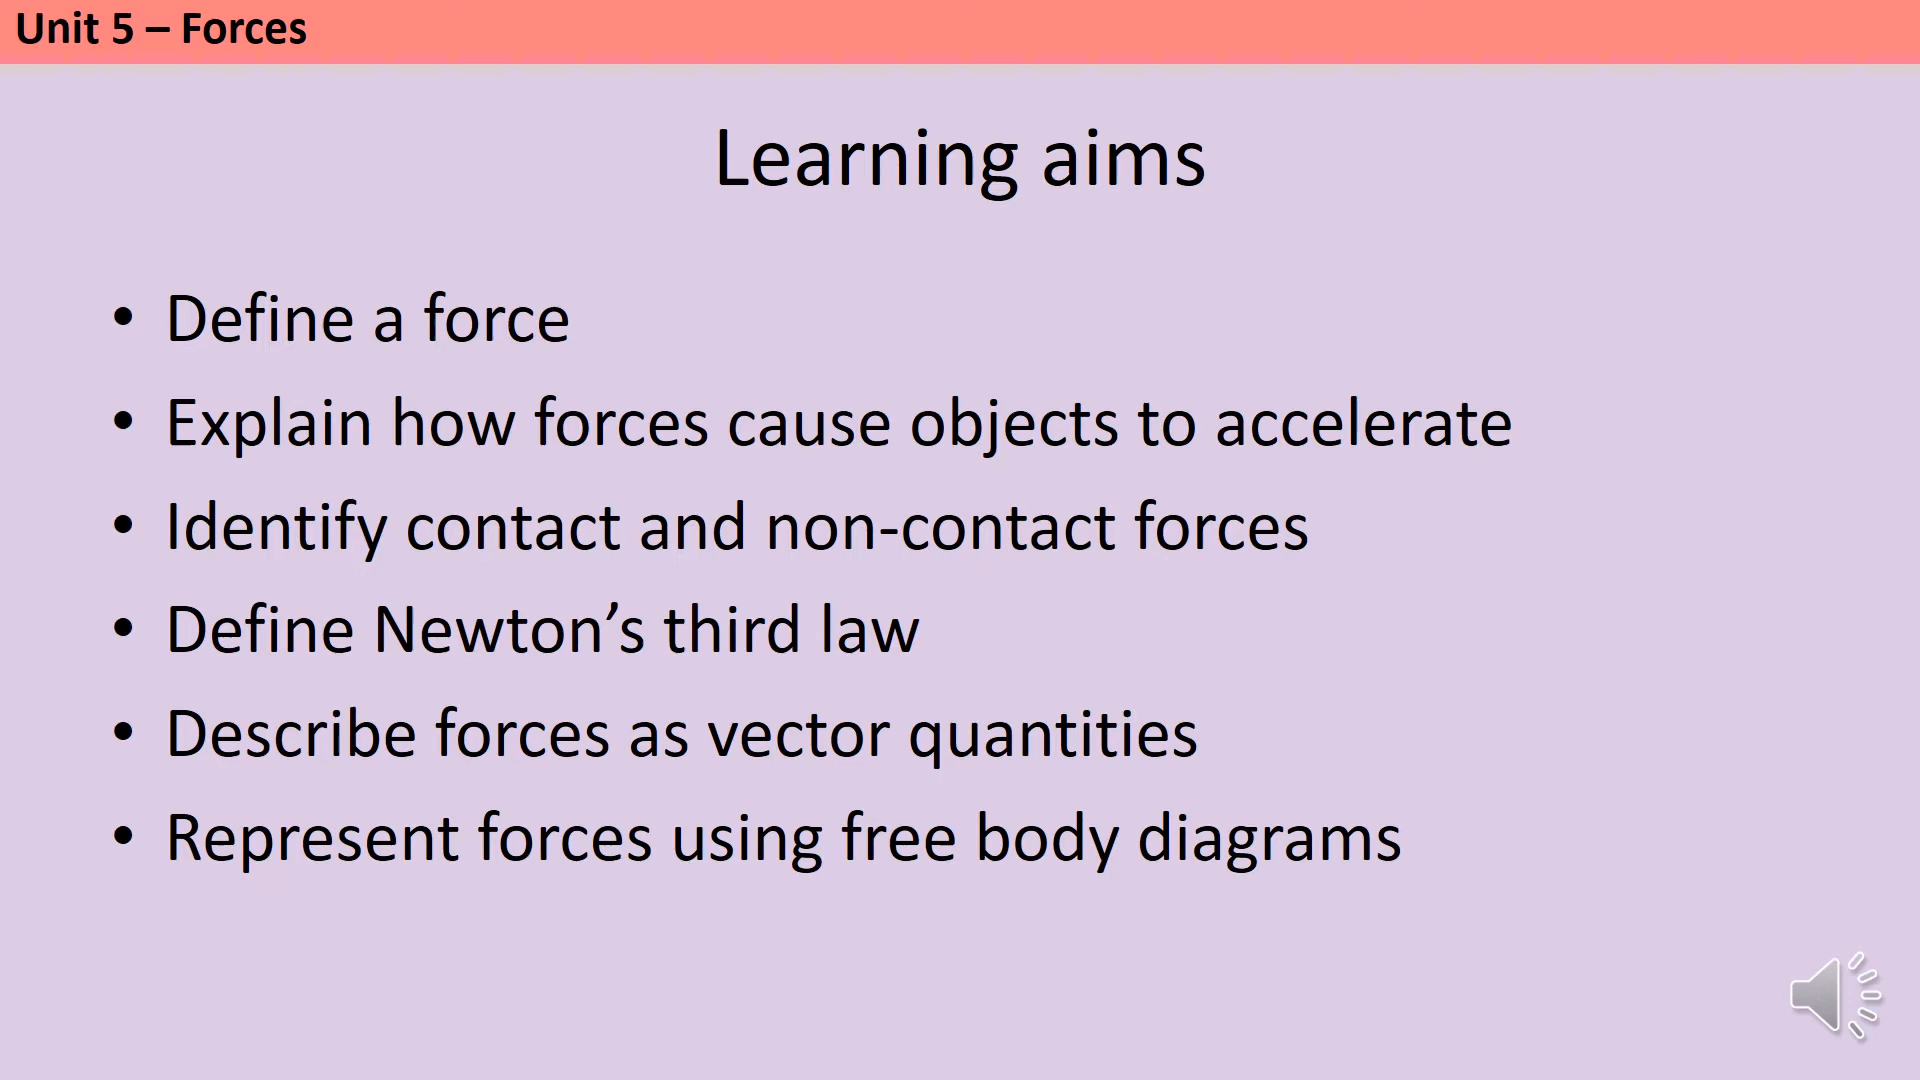 Unit 5 – Forces
Learning aims
• Define a force
• Explain how forces cause objects to accelerate
• Identify contact and non-contact forces
• Define Newton’s third law
• Describe forces as vector quantities
• Represent forces using free body diagrams